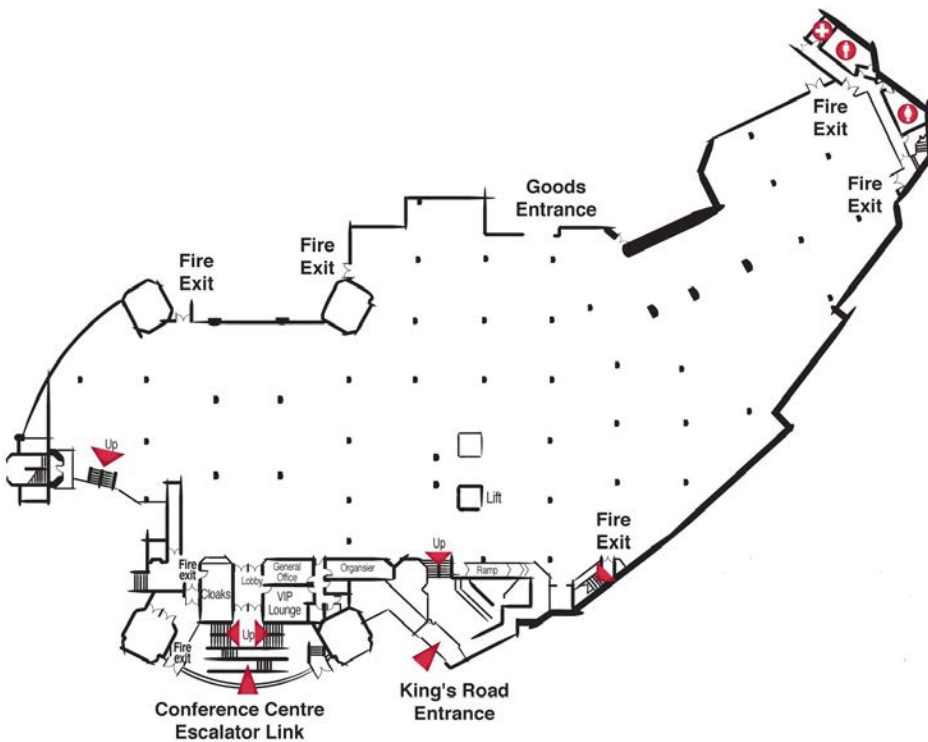 Fire
Exit
Fire
Exit
Goods
Entrance
Fire
Exit
Fire
Exit
Up
Lift
Fire
Exit
Up
Fire
exit
Cloaks
Lobby
General
Office
Organsier
Ramp
VIP
Lounge
Up
Fire
exit
King's Road
Entrance
Conference Centre
Escalator Link